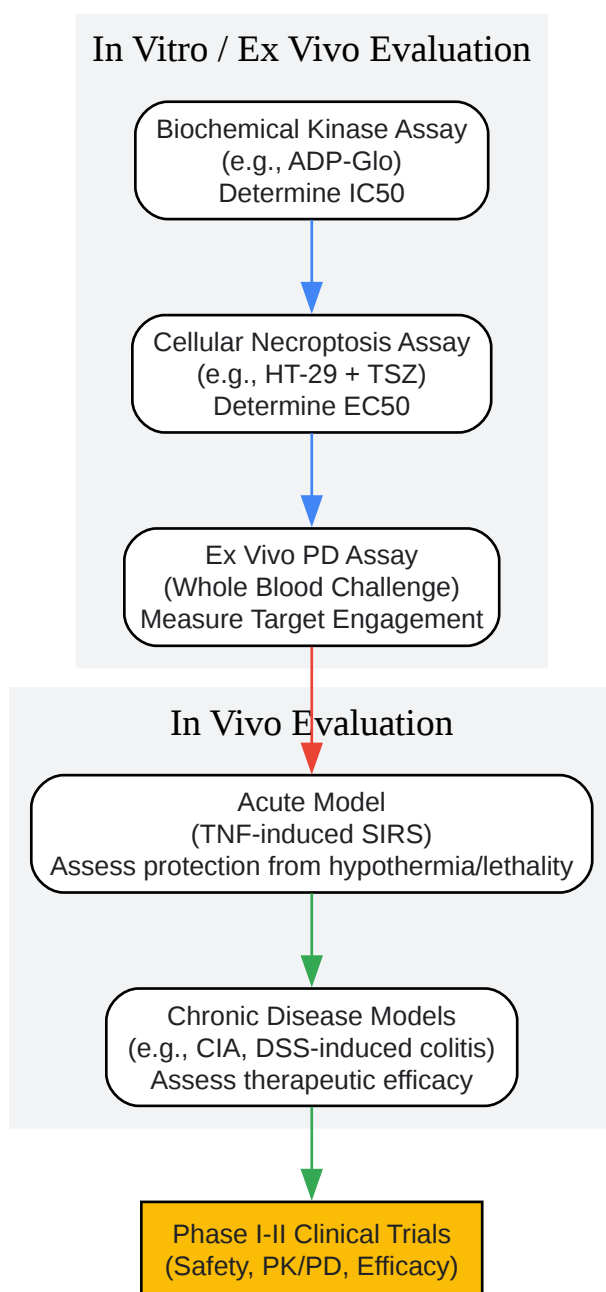 In Vitro / Ex Vivo Evaluation
Biochemical Kinase Assay
(e.g., ADP-Glo)
Determine IC50
Cellular Necroptosis Assay
(e.g., HT-29 + TSZ)
Determine EC50
Ex Vivo PD Assay
(Whole Blood Challenge)
Measure Target Engagement
In Vivo Evaluation
Acute Model
(TNF-induced SIRS)
Assess protection from hypothermia/lethality
Chronic Disease Models
(e.g., CIA, DSS-induced colitis)
Assess therapeutic efficacy
Phase I-II Clinical Trials
(Safety, PK/PD, Efficacy)